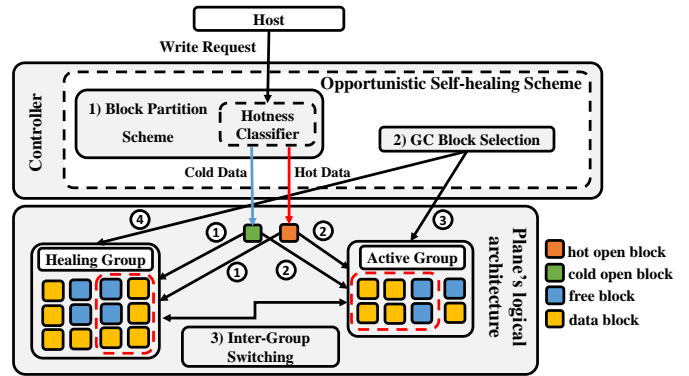 Host
Write Request
Opportunistic Self-healing Scheme
Controller
1) Block Partition
Scheme
Hotness
Classifier
2) GC Block Selection
Cold Data
Hot Data
④
③
①
②
①
②
Healing Group
Active Group
Plane's logical
architecture
3) Inter-Group
Switching
hot open block
cold open block
free block
data block